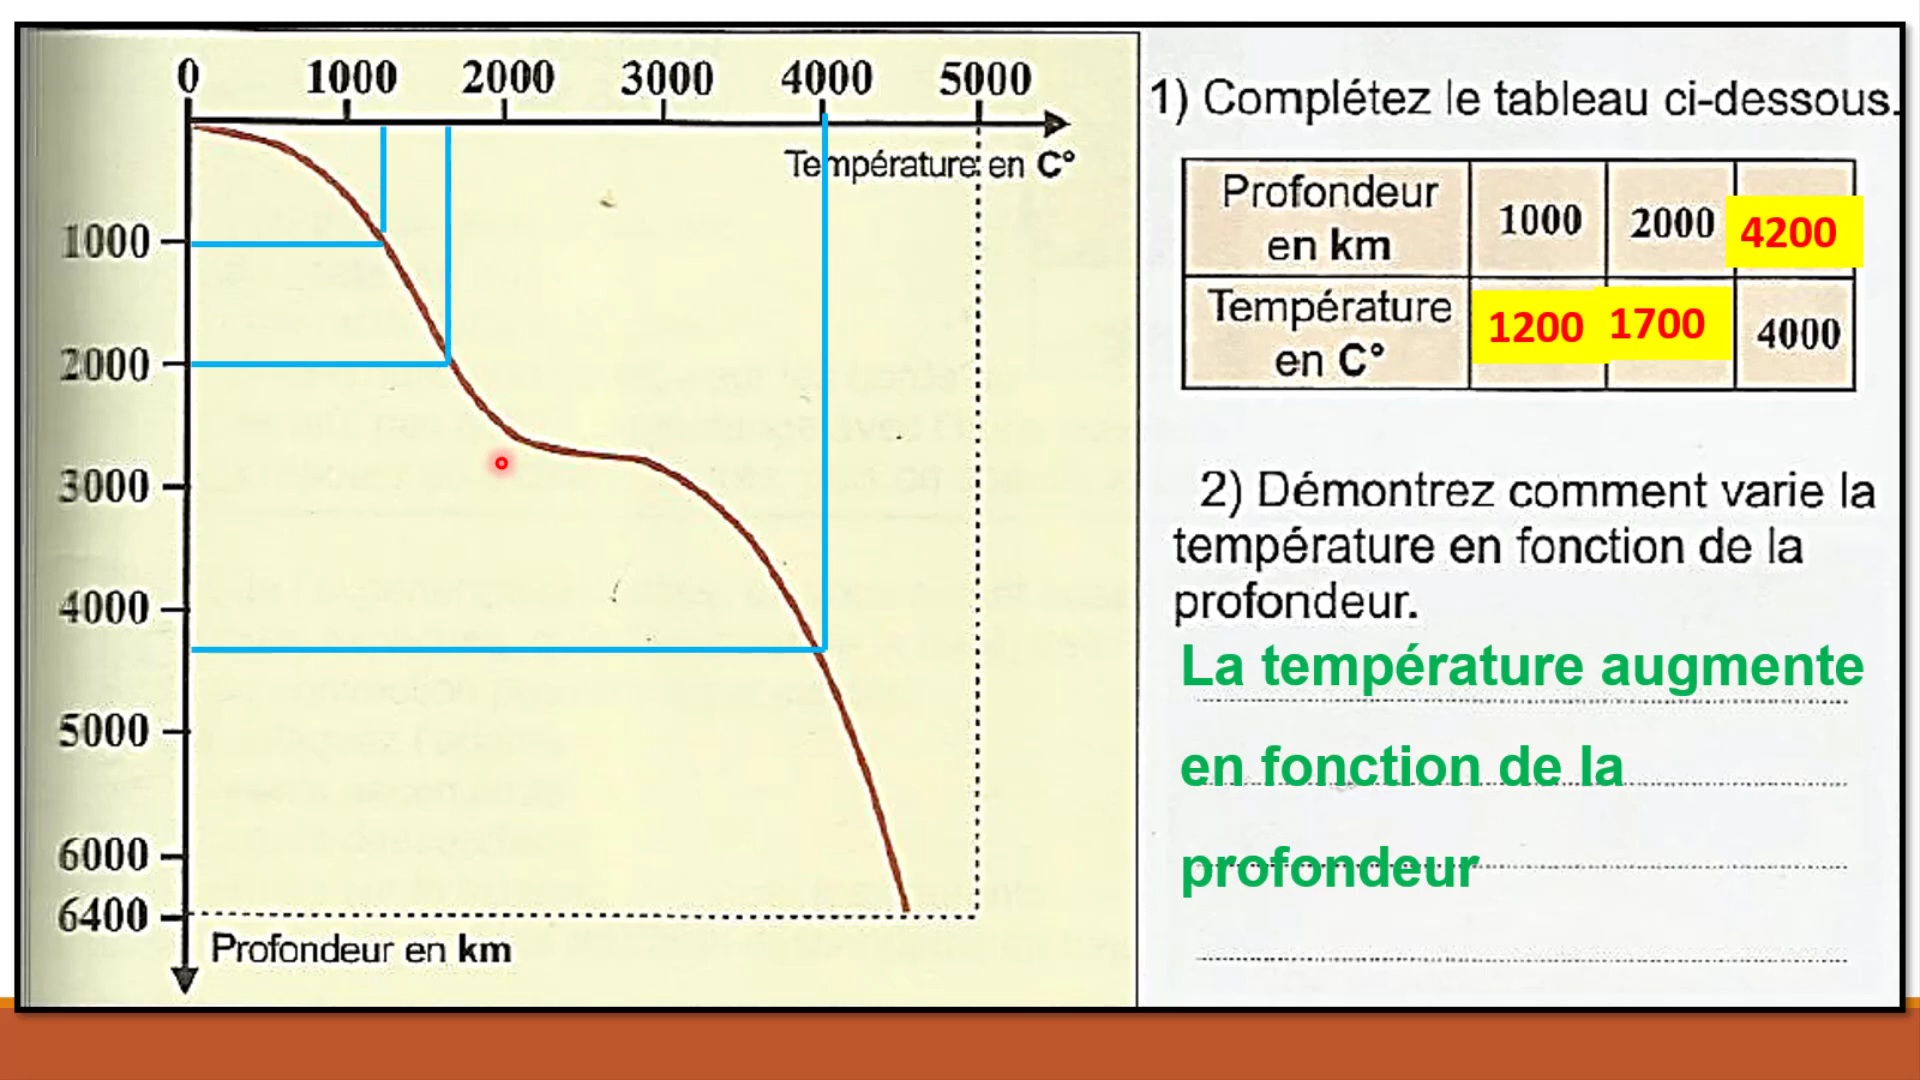 0 1000 2000 3000 4000 5000
Température en C°
1000
2000
3000
4000
5000
6000
6400
Profondeur en km
1) Complétez le tableau ci-dessous.
Profondeur en km 1000 2000 4200
Température en C° 1200 1700 4000
2) Démontrez comment varie la
température en fonction de la
profondeur.
La température augmente
en fonction de la
profondeur